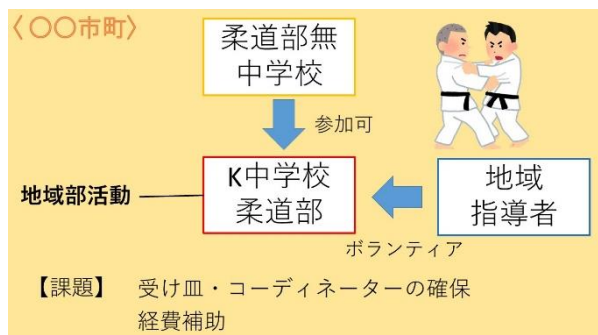 〈〇〇市町〉
柔道部無
中学校
参加可
地域部活動
K中学校
柔道部
地域
指導者
ボランティア
【課題】 受け皿・コーディネーターの確保
経費補助